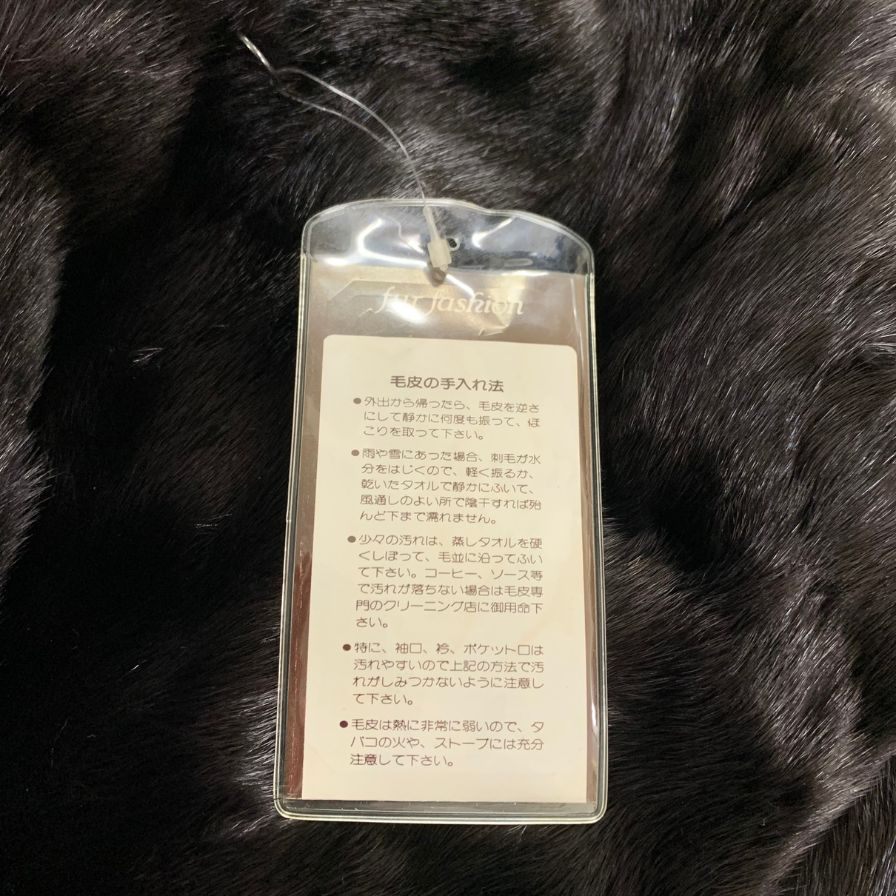 fur fashion
毛皮の手入れ法
●外出から帰ったら、毛皮を逆さ
にして静かに何度も振って、ほ
こりを取って下さい。
●雨や雪にあった場合、刺毛が水
分をはじくので、軽く振るか、
乾いたタオルで静かにふいて、
風通しのよい所で陰干すれば殆
んど下まで濡れません。
●少々の汚れは、蒸しタオルを硬
くしぼって、毛並に沿ってふい
て下さい。コーヒー、ソース等
で汚れが落ちない場合は毛皮専
門のクリーニング店に御用命下
さい。
●特に、袖口、衿、ポケット口は
汚れやすいので上記の方法で汚
れがしみつかないように注意し
て下さい。
●毛皮は熱に非常に弱いので、タ
バコの火や、ストーブには充分
注意して下さい。